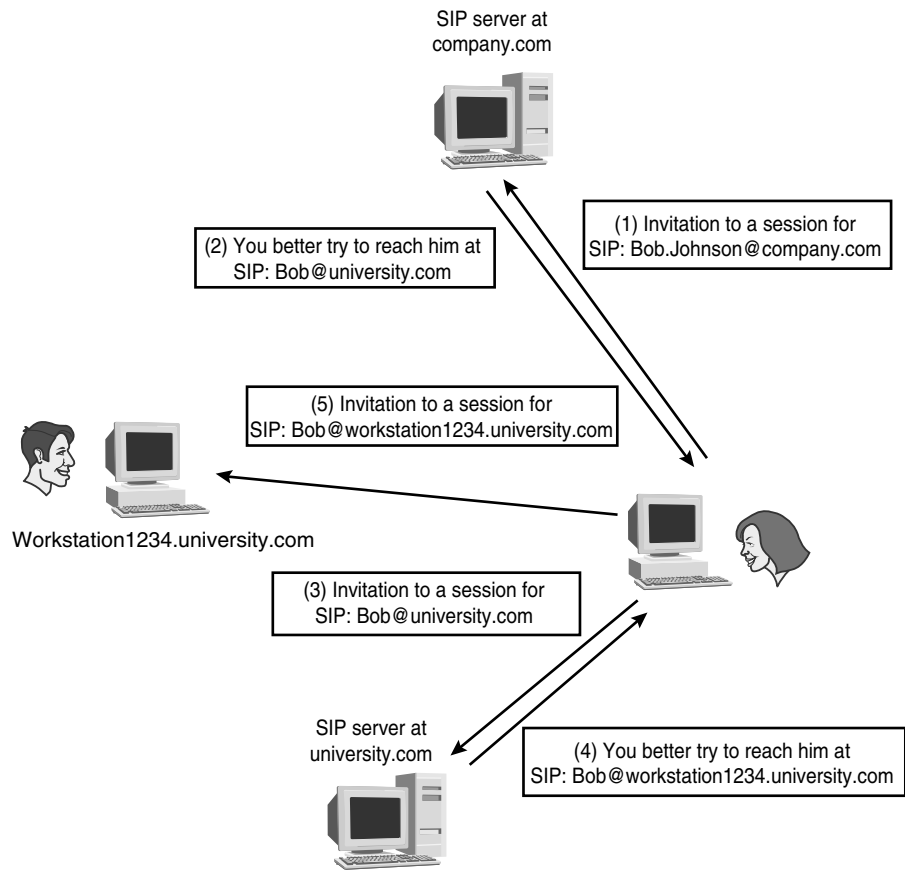 SIP server at
company.com
(1) Invitation to a session for
SIP: Bob.Johnson@company.com
(2) You better try to reach him at
SIP: Bob@university.com
(5) Invitation to a session for
SIP: Bob@workstation1234.university.com
Workstation1234.university.com
(3) Invitation to a session for
SIP: Bob@university.com
SIP server at
university.com
(4) You better try to reach him at
SIP: Bob@workstation1234.university.com